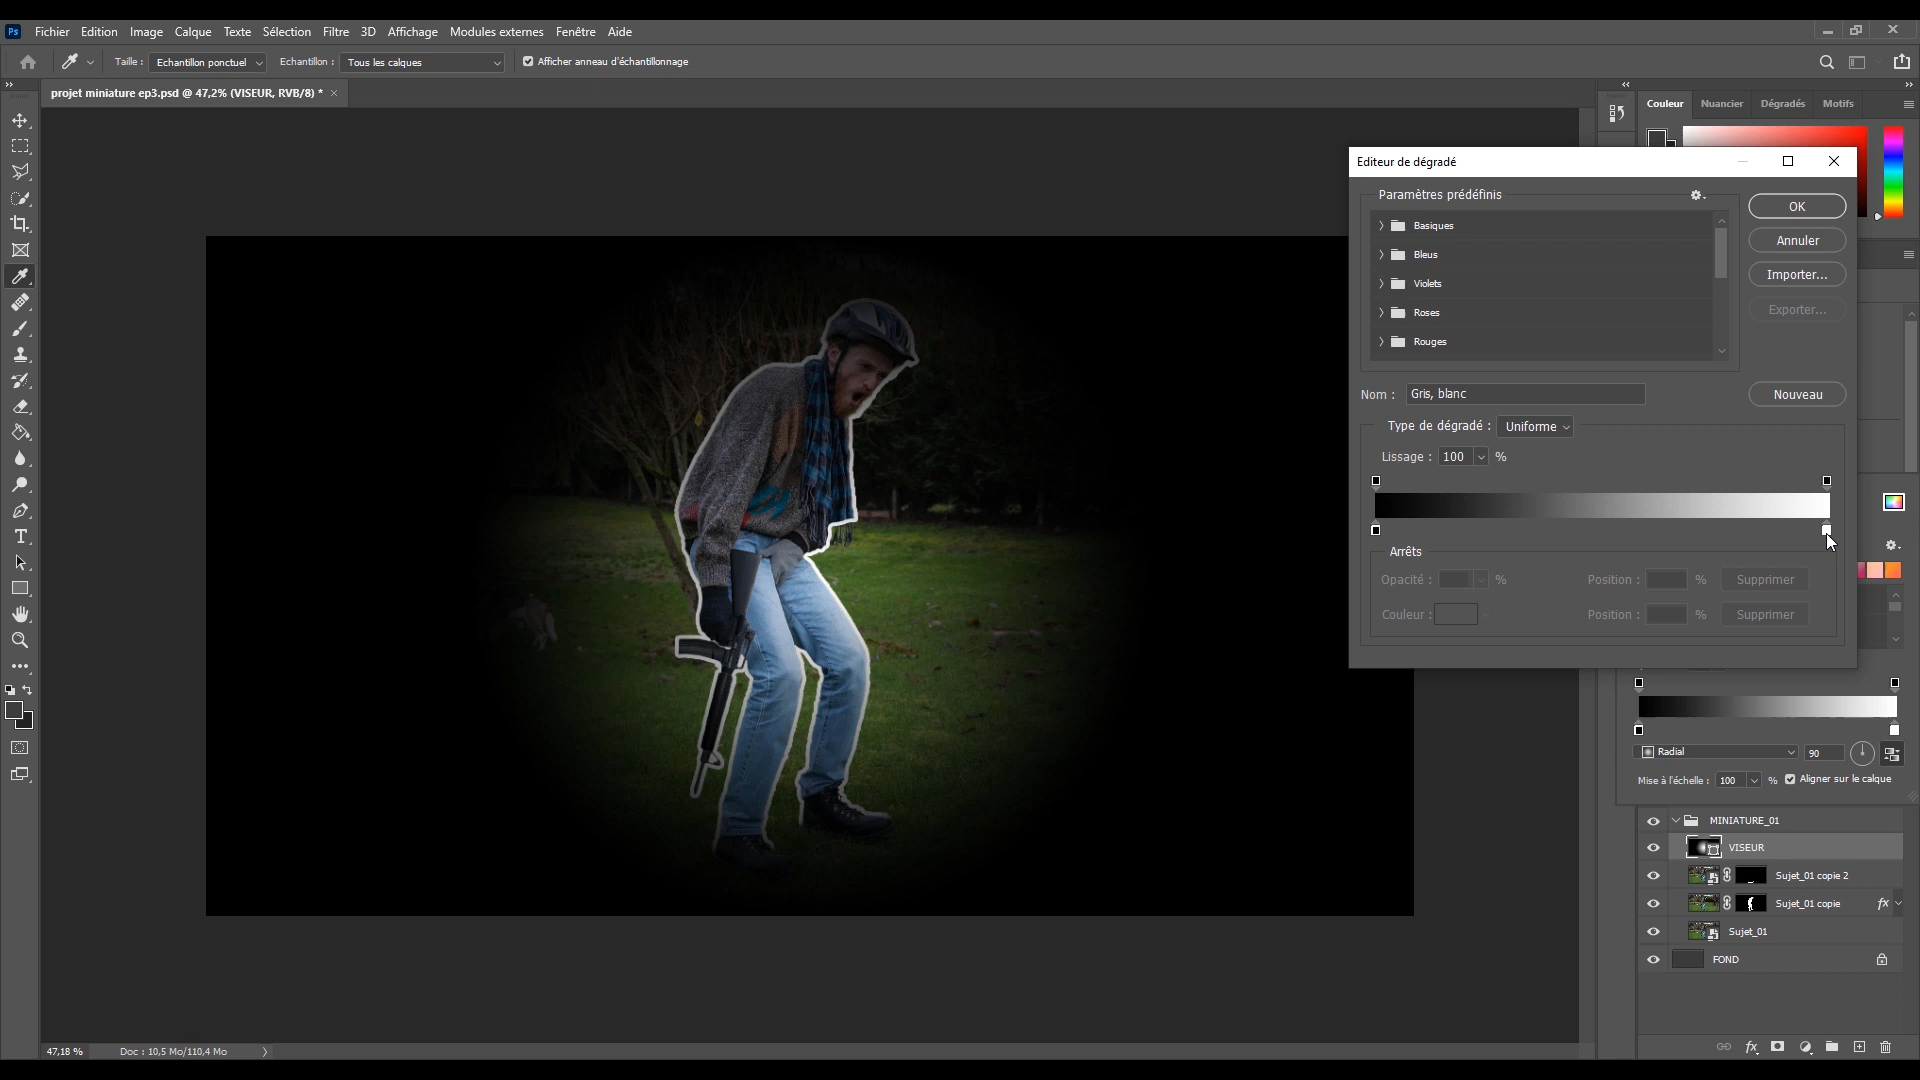 Ps Fichier Edition Image Calque Texte Sélection Filtre 3D Affichage Modules externes Fenêtre Aide
Taille : Echantillon ponctuel Echantillon : Tous les calques Afficher anneau d'échantillonnage
projet miniature ep3.psd @ 47,2% (VISEUR, RVB/8) *
Couleur Nuancier Dégradés Motifs
Editeur de dégradé
Paramètres prédéfinis
OK
Basiques
Annuler
Bleus
Importer...
Violets
Exporter...
Roses
Rouges
Nom : Gris, blanc
Nouveau
Type de dégradé : Uniforme
Lissage : 100 %
Arrêts
Opacité : % Position : % Supprimer
Couleur : Position : % Supprimer
Radial 90
Mise à l'échelle : 100 % Aligner sur le calque
MINIATURE_01
VISEUR
Sujet_01 copie 2
Sujet_01 copie fx
Sujet_01
FOND
47,18 % Doc : 10,5 Mo/110,4 Mo
fx